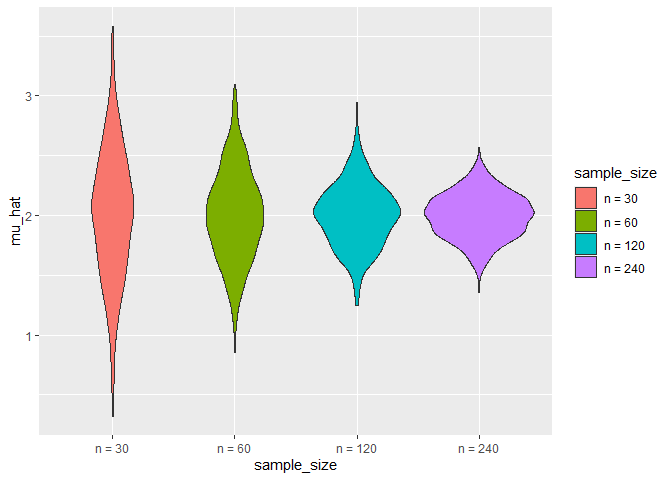 mu_hat
3
2
1
n = 30 n = 60 n = 120 n = 240
sample_size
sample_size
n = 30
n = 60
n = 120
n = 240